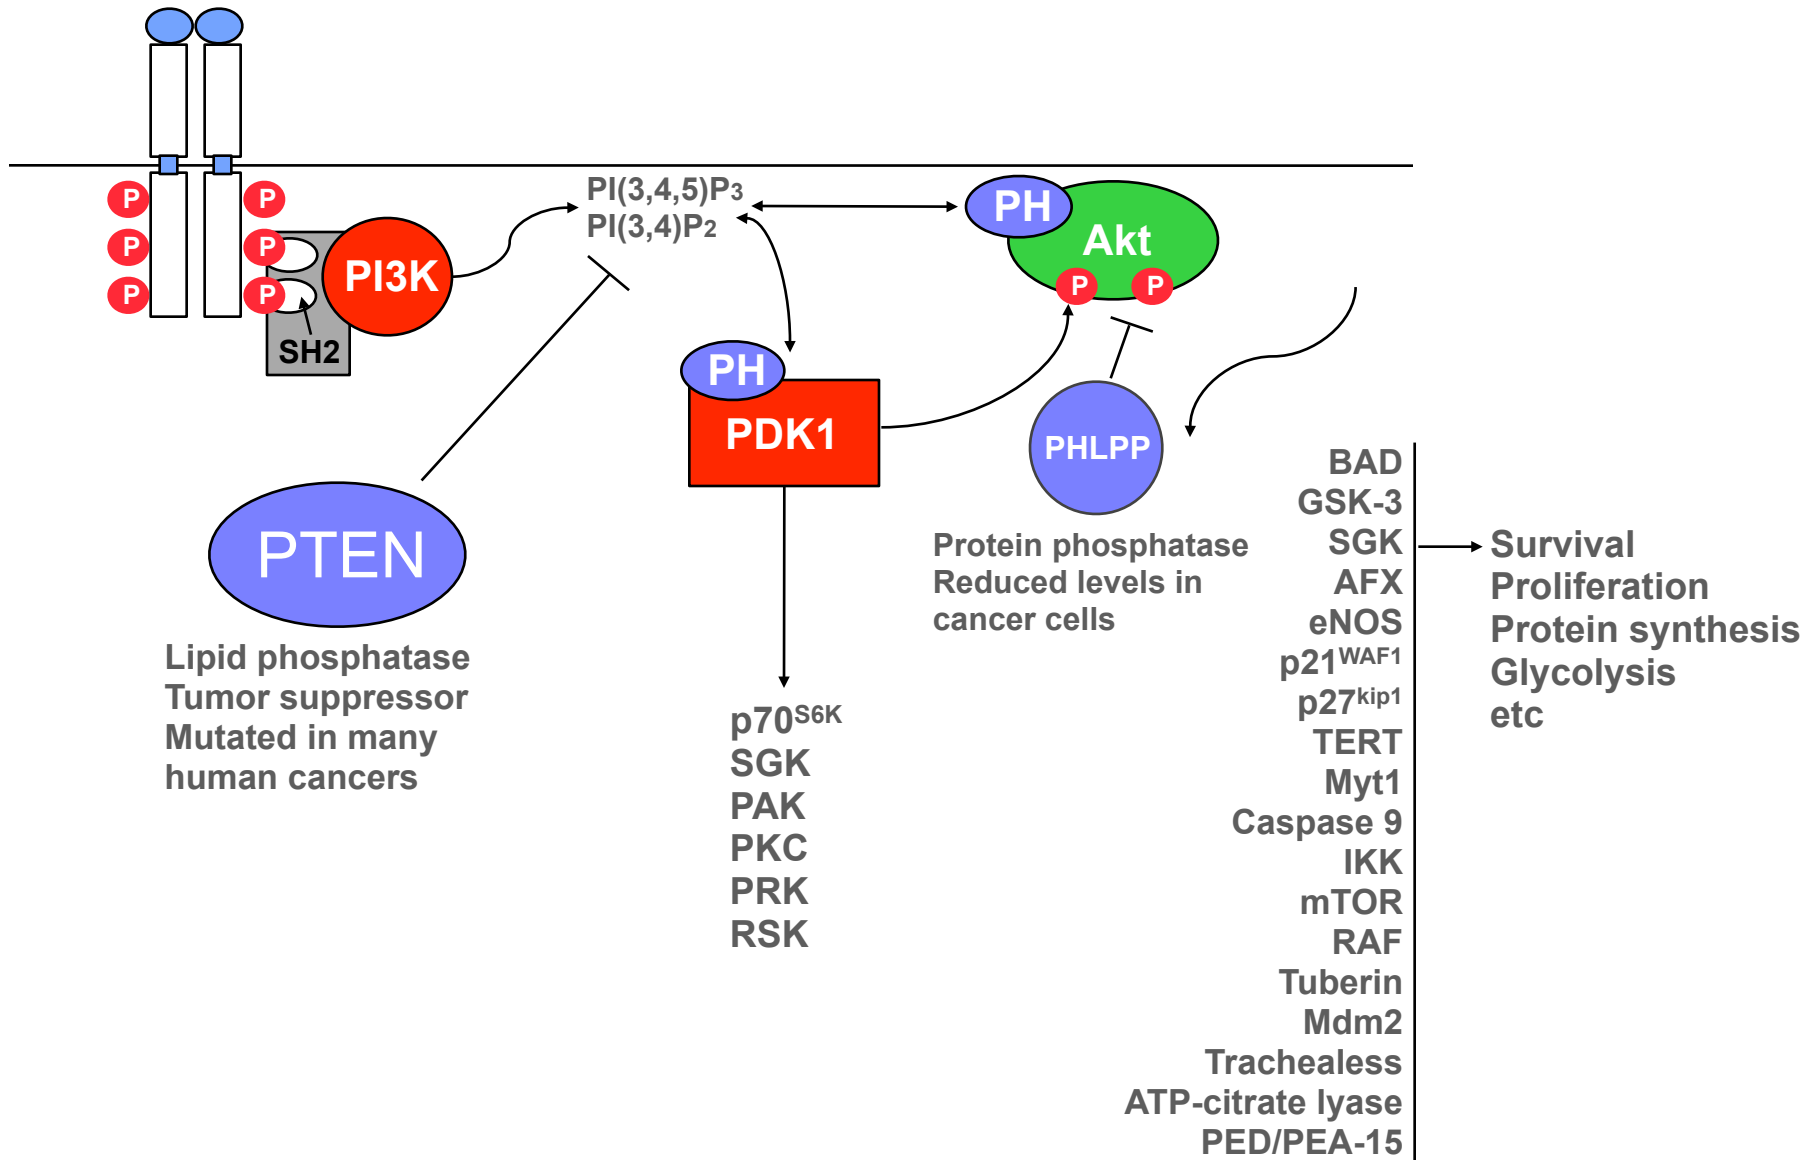 PI(3,4,5)P3
PI(3,4)P2
P
P
P
P
P
P
SH2
PI3K
PH
Akt
P
P
PH
PDK1
PHLPP
PTEN
Lipid phosphatase
Tumor suppressor
Mutated in many
human cancers
p70S6K
SGK
PAK
PKC
PRK
RSK
Protein phosphatase
Reduced levels in
cancer cells
BAD
GSK-3
SGK
AFX
eNOS
p21WAF1
p27kip1
TERT
Myt1
Caspase 9
IKK
mTOR
RAF
Tuberin
Mdm2
Trachealess
ATP-citrate lyase
PED/PEA-15
Survival
Proliferation
Protein synthesis
Glycolysis
etc